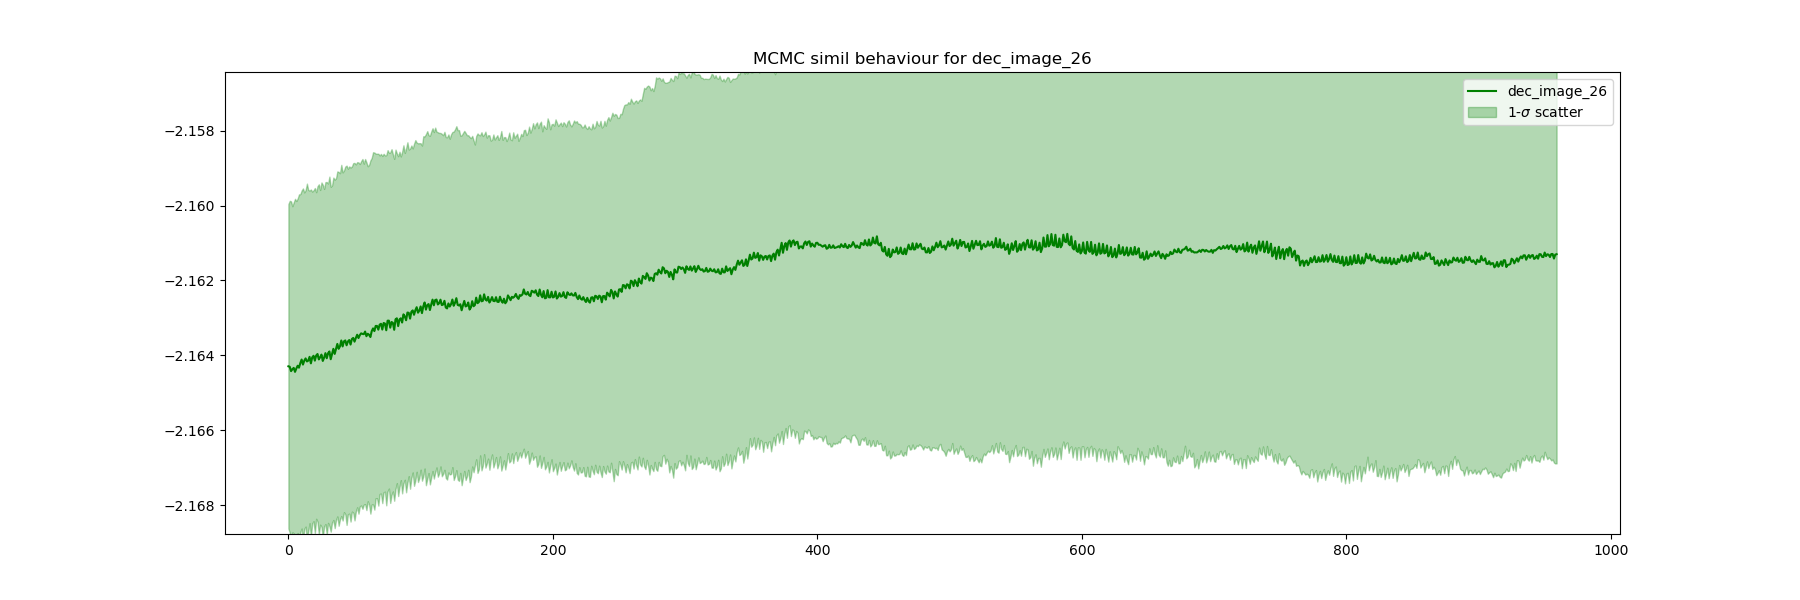 MCMC simil behaviour for dec_image_26
dec_image_26
1-σ scatter
−2.158
−2.160
−2.162
−2.164
−2.166
−2.168
0 200 400 600 800 1000